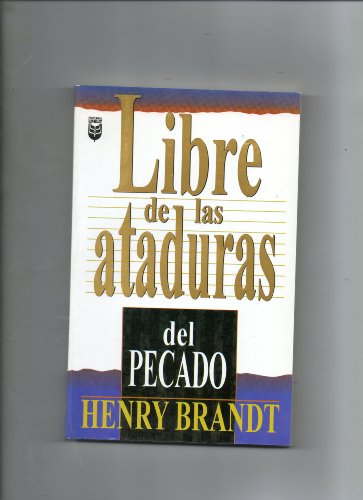 Libre
de las
ataduras
del
PECADO
HENRY BRANDT